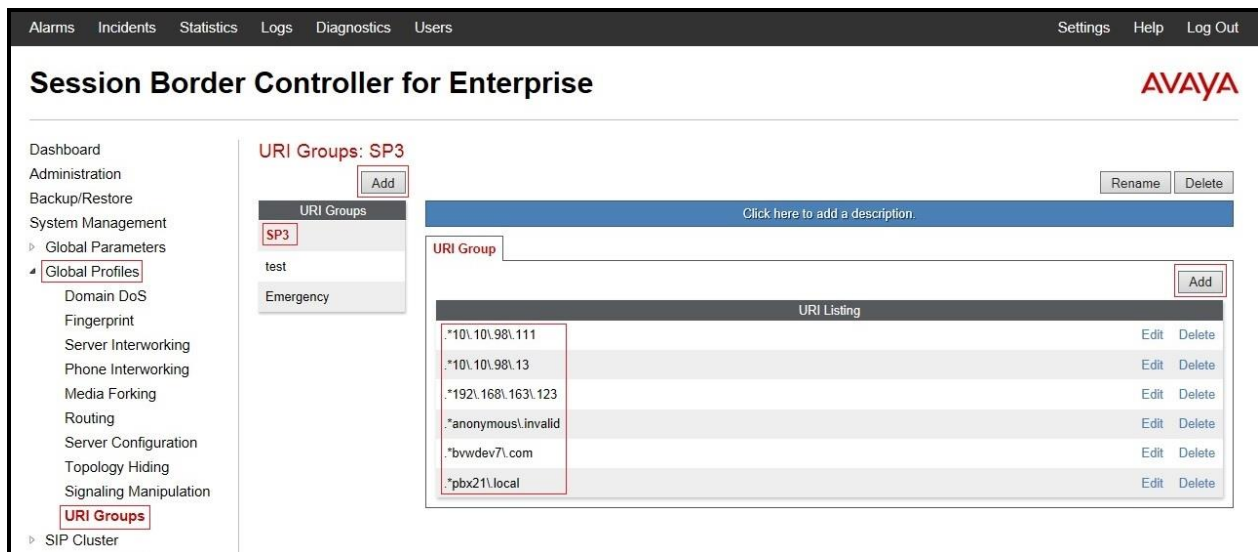 Alarms Incidents Statistics Logs Diagnostics Users Settings Help Log Out
Session Border Controller for Enterprise
AVAYA
Dashboard
Administration
Backup/Restore
System Management
Global Parameters
Global Profiles
Domain DoS
Fingerprint
Server Interworking
Phone Interworking
Media Forking
Routing
Server Configuration
Topology Hiding
Signaling Manipulation
URI Groups
SIP Cluster
URI Groups: SP3
Add
URI Groups
SP3
test
Emergency
Rename Delete
Click here to add a description.
URI Group
Add
URI Listing
.*10\.10\.98\.111 Edit Delete
.*10\.10\.98\.13 Edit Delete
.*192\.168\.163\.123 Edit Delete
.*anonymous\.invalid Edit Delete
.*bvwdev7\.com Edit Delete
.*pbx21\.local Edit Delete